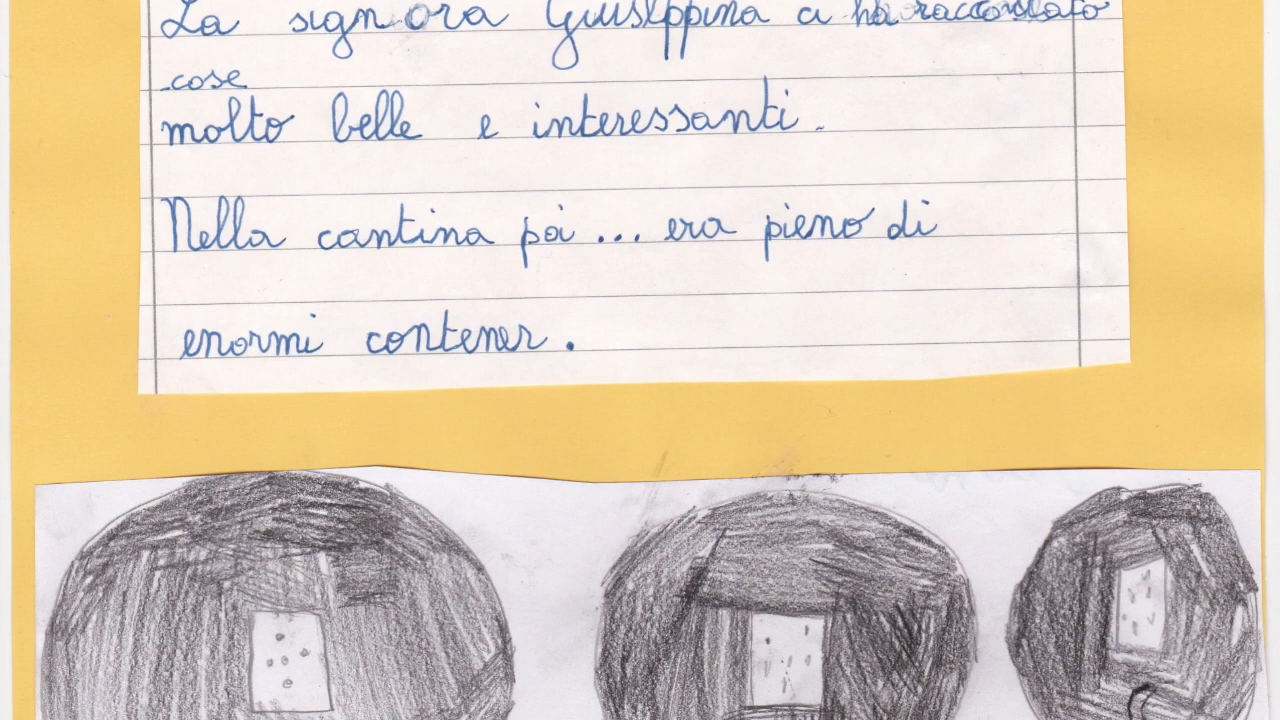 La signora Giuseppina ci ha raccontato
cose
molto belle e interessanti.
Nella cantina poi... era pieno di
enormi contener.